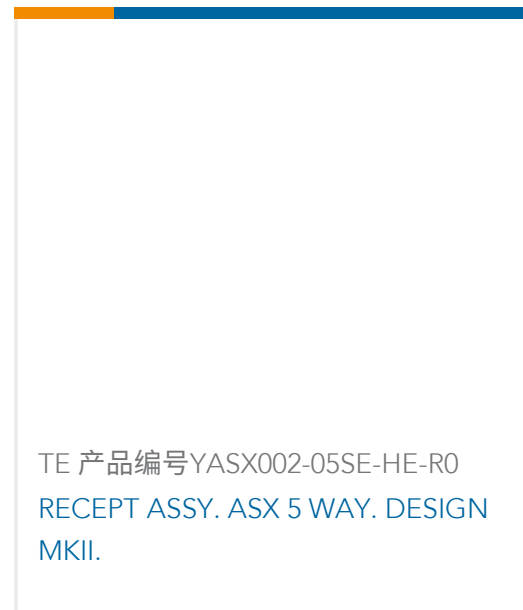 TE 产品编号YASX002-05SE-HE-R0
RECEPT ASSY. ASX 5 WAY. DESIGN
MKII.